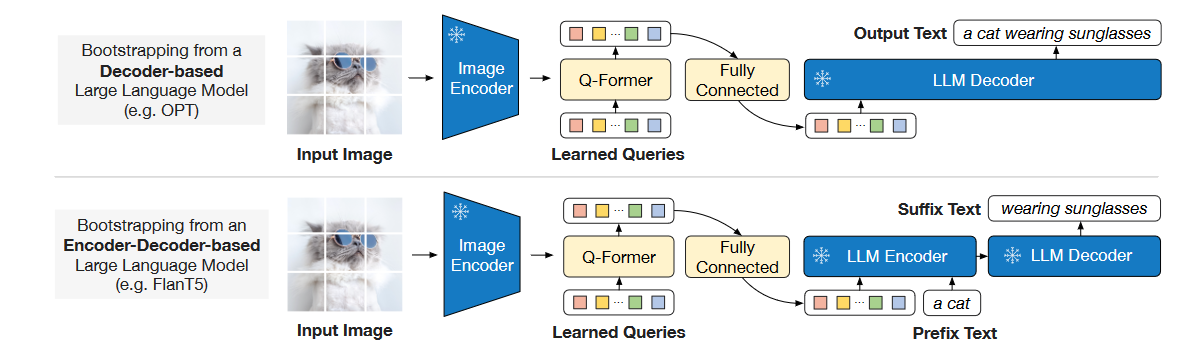 Bootstrapping from a
Decoder-based
Large Language Model
(e.g. OPT)
Input Image
Image
Encoder
Q-Former
Learned Queries
Fully
Connected
Output Text
a cat wearing sunglasses
LLM Decoder
Bootstrapping from an
Encoder-Decoder-based
Large Language Model
(e.g. FlanT5)
Input Image
Image
Encoder
Q-Former
Learned Queries
Fully
Connected
Suffix Text
wearing sunglasses
LLM Encoder
LLM Decoder
a cat
Prefix Text